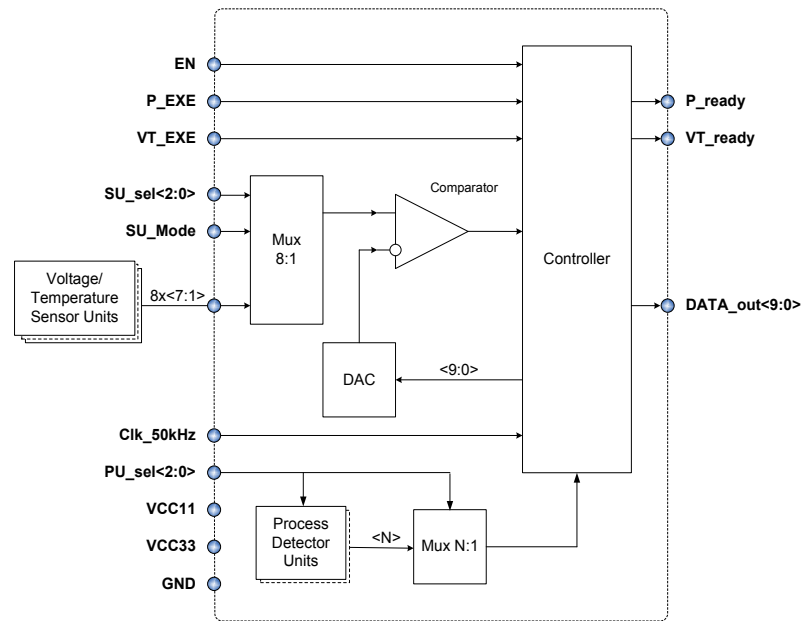 EN
P_EXE
P_ready
VT_EXE
VT_ready
SU_sel<2:0>
Comparator
SU_Mode
Mux
8:1
Controller
Voltage/
Temperature
Sensor Units
8x<7:1>
DATA_out<9:0>
DAC
<9:0>
Clk_50kHz
PU_sel<2:0>
VCC11
Process
Detector
Units
<N>
Mux N:1
VCC33
GND